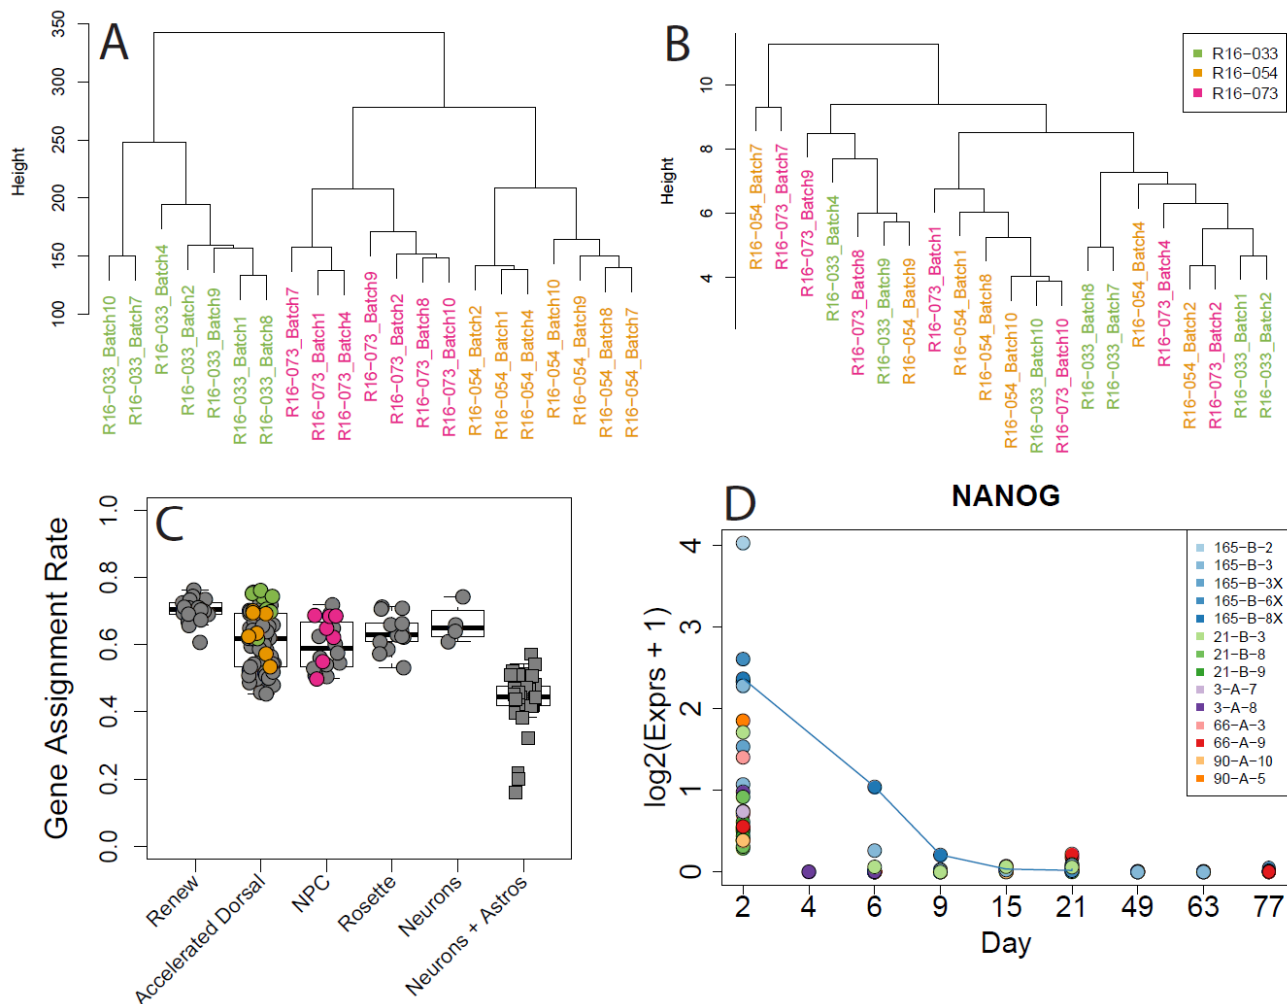 A
Height
350
300
250
200
150
100
R16−033_Batch10
R16−033_Batch7
R16−033_Batch4
R16−033_Batch2
R16−033_Batch9
R16−033_Batch1
R16−033_Batch8
R16−073_Batch7
R16−073_Batch1
R16−073_Batch4
R16−073_Batch9
R16−073_Batch2
R16−073_Batch8
R16−073_Batch10
R16−054_Batch2
R16−054_Batch1
R16−054_Batch4
R16−054_Batch10
R16−054_Batch9
R16−054_Batch8
R16−054_Batch7
B
R16−033
R16−054
R16−073
Height
10
8
6
4
R16−054_Batch7
R16−073_Batch7
R16−073_Batch9
R16−033_Batch4
R16−073_Batch8
R16−033_Batch9
R16−054_Batch9
R16−073_Batch1
R16−054_Batch1
R16−054_Batch8
R16−054_Batch10
R16−033_Batch10
R16−073_Batch10
R16−033_Batch8
R16−033_Batch7
R16−054_Batch4
R16−073_Batch4
R16−054_Batch2
R16−073_Batch2
R16−033_Batch1
R16−033_Batch2
C
Gene Assignment Rate
1.0
0.8
0.6
0.4
0.2
0.0
Renew
Accelerated Dorsal
NPC
Rosette
Neurons
Neurons + Astros
D
NANOG
log2(Exprs + 1)
4
3
2
1
0
165−B−2
165−B−3
165−B−3X
165−B−6X
165−B−8X
21−B−3
21−B−8
21−B−9
3−A−7
3−A−8
66−A−3
66−A−9
90−A−10
90−A−5
2 4 6 9 15 21 49 63 77
Day